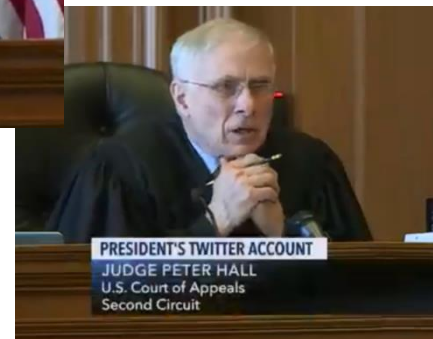 PRESIDENT'S TWITTER ACCOUNT
JUDGE PETER HALL
U.S. Court of Appeals
Second Circuit